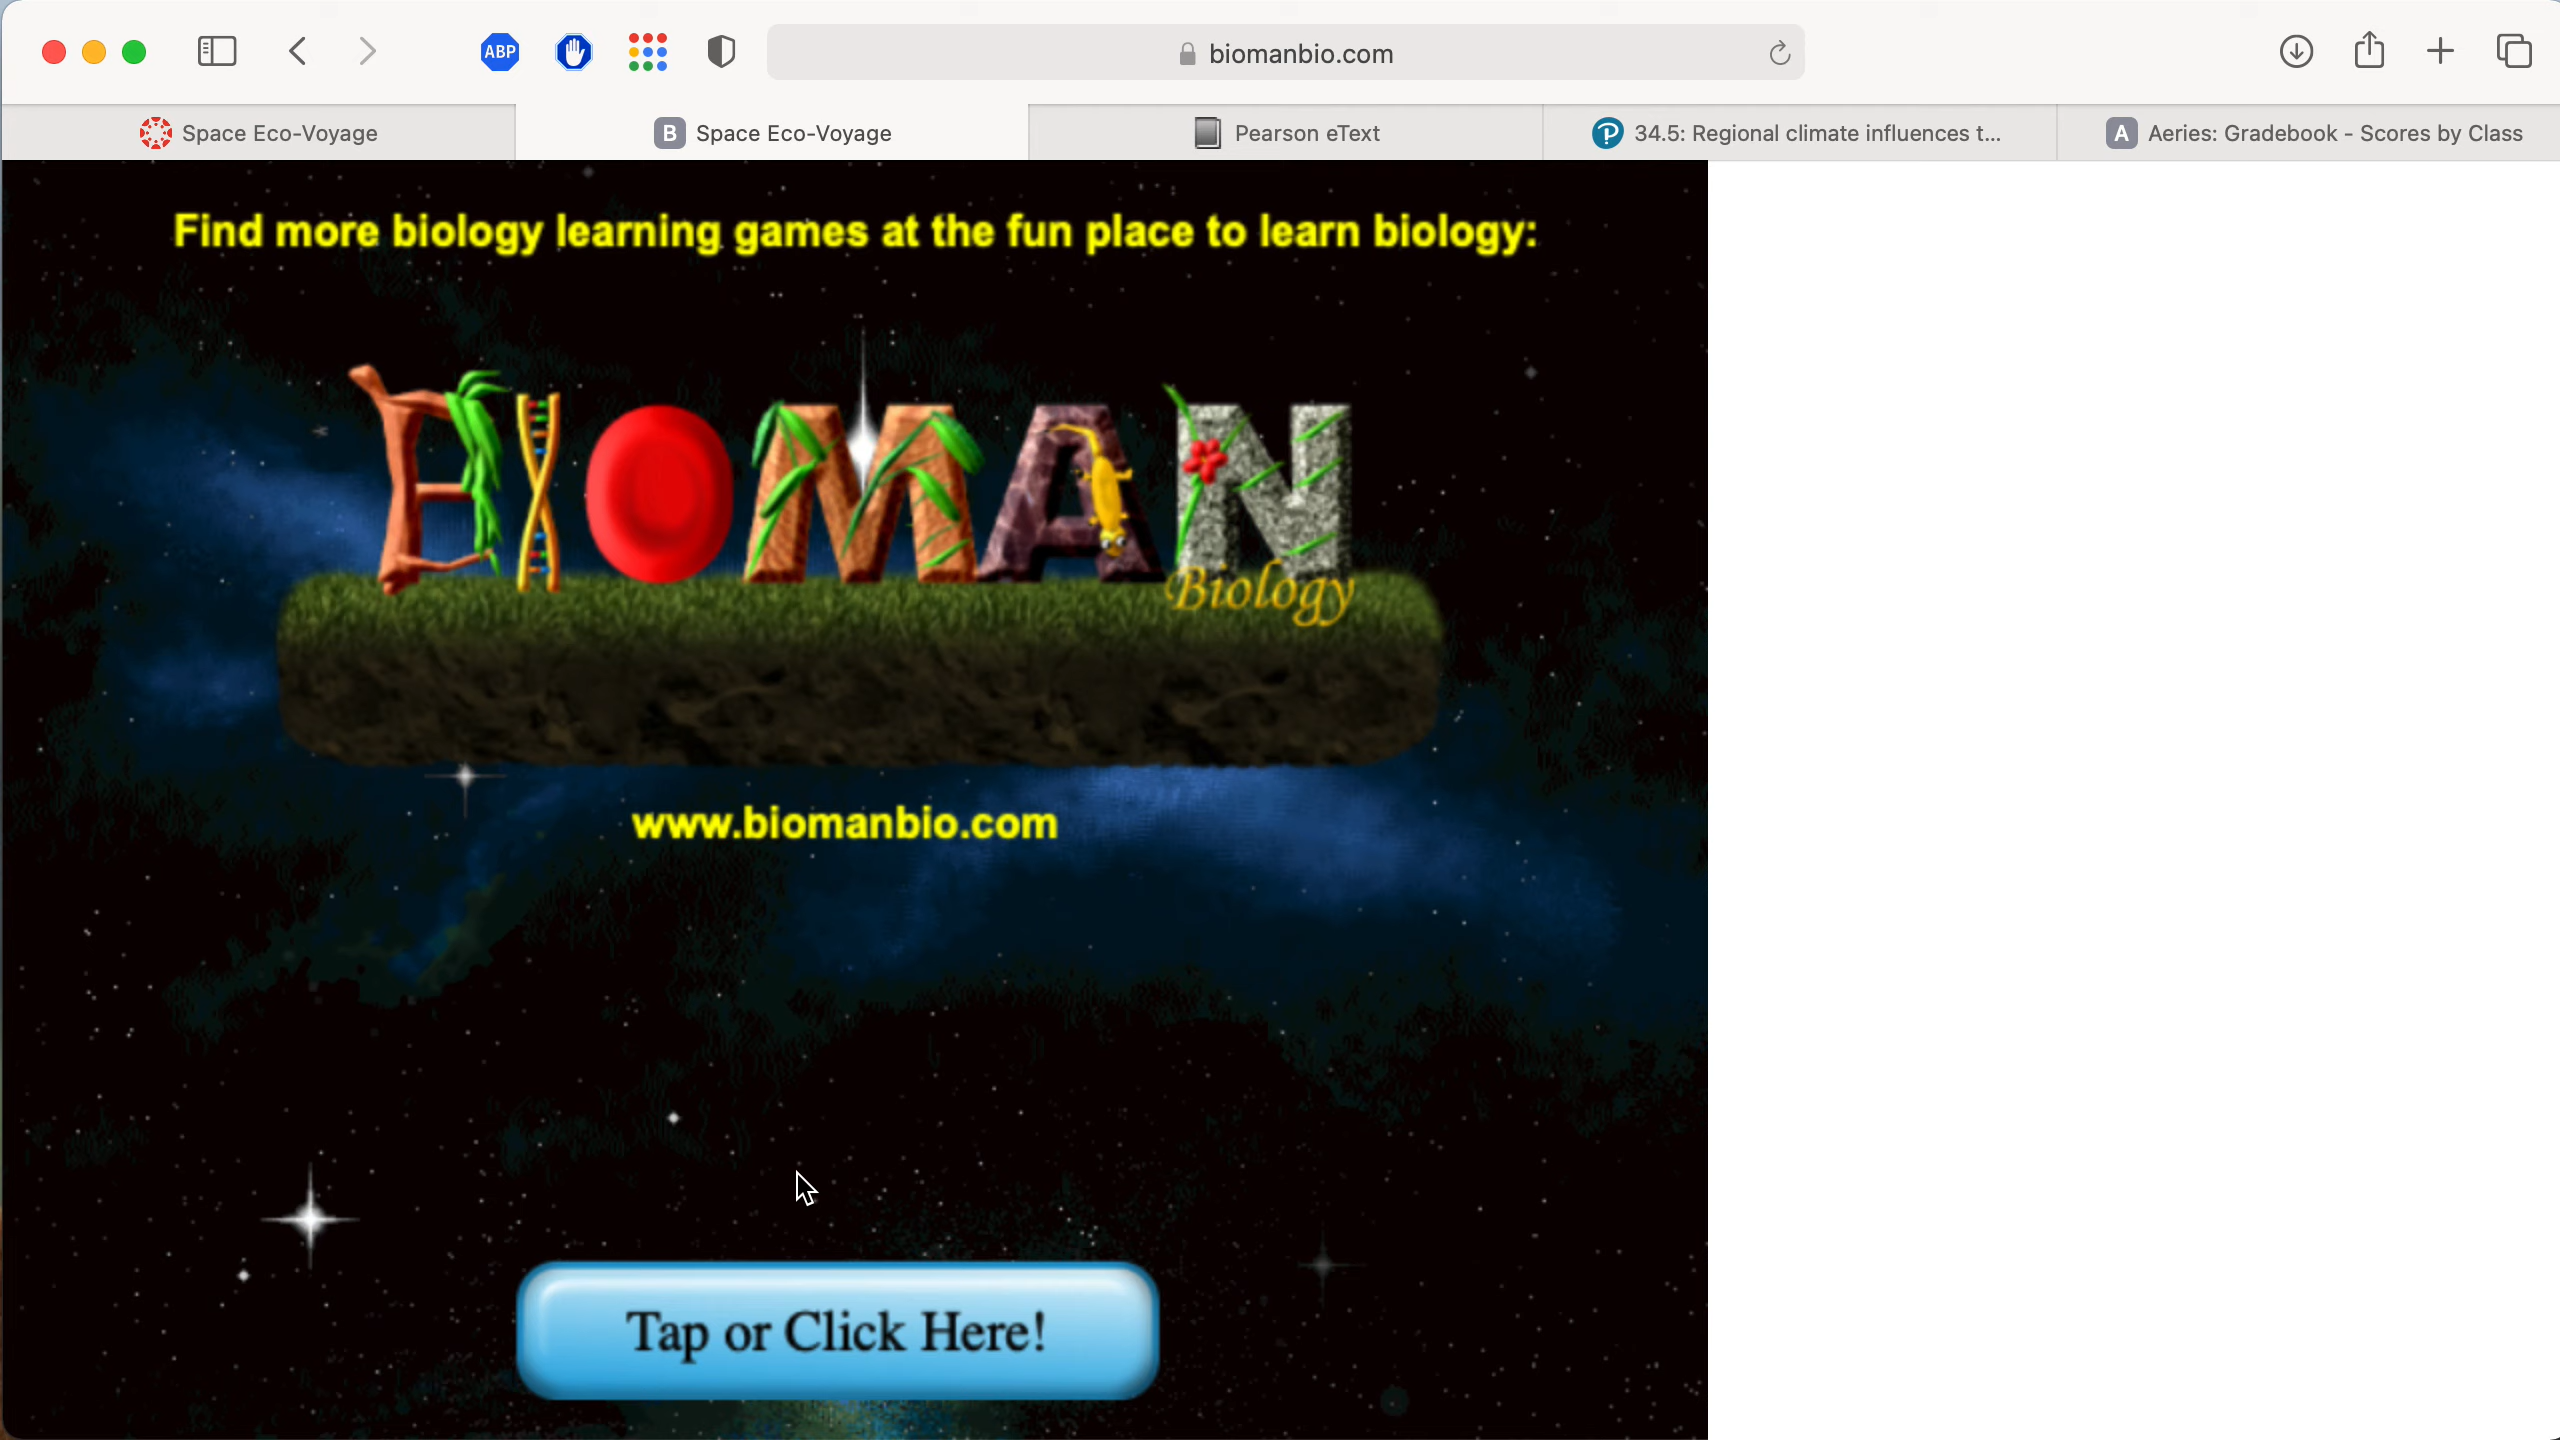 ABP
biomanbio.com
Space Eco-Voyage
B Space Eco-Voyage
Pearson eText
P 34.5: Regional climate influences t...
A Aeries: Gradebook - Scores by Class
Find more biology learning games at the fun place to learn biology:
BIOMAN
Biology
www.biomanbio.com
Tap or Click Here!